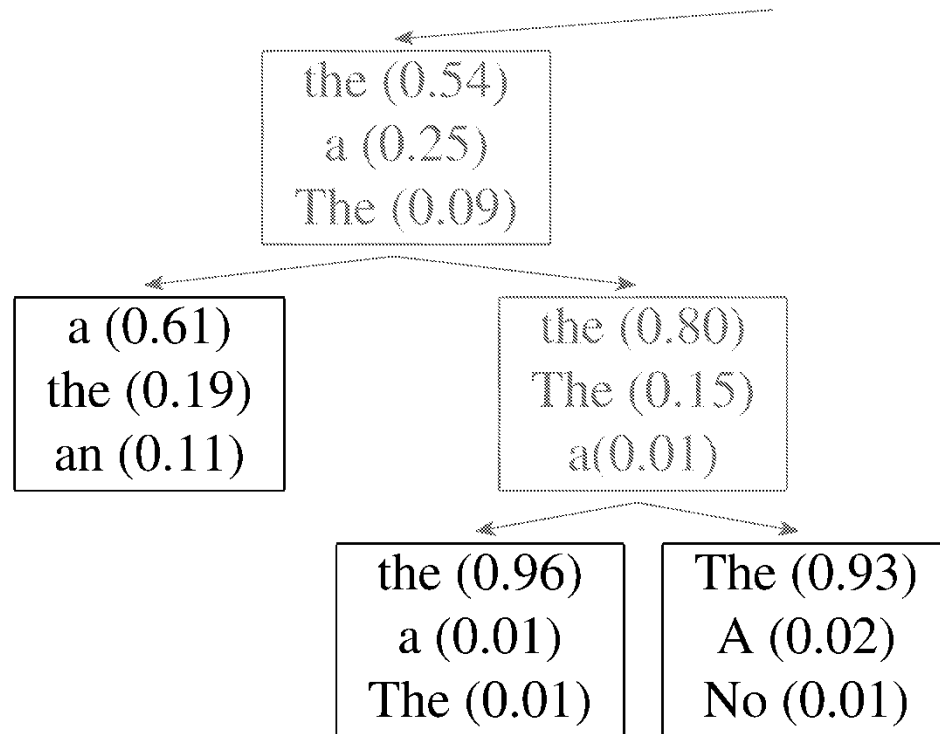 the (0.54)
a (0.25)
The (0.09)
a (0.61)
the (0.19)
an (0.11)
the (0.80)
The (0.15)
a(0.01)
the (0.96)
a (0.01)
The (0.01)
The (0.93)
A (0.02)
No (0.01)